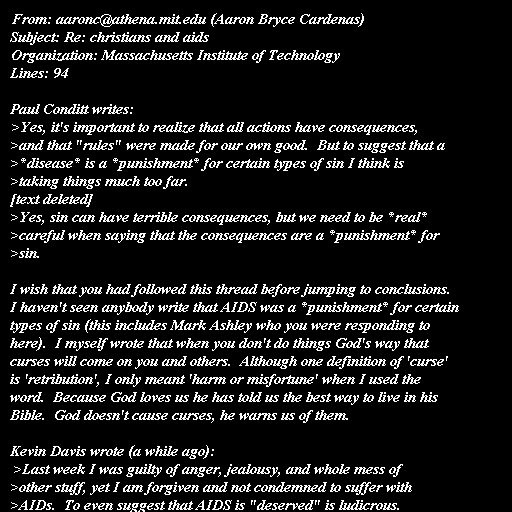 From: aaronc@athena.mit.edu (Aaron Bryce Cardenas)
Subject: Re: christians and aids
Organization: Massachusetts Institute of Technology
Lines: 94

Paul Conditt writes:
>Yes, it's important to realize that all actions have consequences,
>and that "rules" were made for our own good.  But to suggest that a
>*disease* is a *punishment* for certain types of sin I think is
>taking things much too far.
[text deleted]
>Yes, sin can have terrible consequences, but we need to be *real*
>careful when saying that the consequences are a *punishment* for
>sin.

I wish that you had followed this thread before jumping to conclusions.
I haven't seen anybody write that AIDS was a *punishment* for certain
types of sin (this includes Mark Ashley who you were responding to
here).  I myself wrote that when you don't do things God's way that
curses will come on you and others.  Although one definition of 'curse'
is 'retribution', I only meant 'harm or misfortune' when I used the
word.  Because God loves us he has told us the best way to live in his
Bible.  God doesn't cause curses, he warns us of them.

Kevin Davis wrote (a while ago):
>Last week I was guilty of anger, jealousy, and whole mess of
>other stuff, yet I am forgiven and not condemned to suffer with
>AIDs.  To even suggest that AIDS is "deserved" is ludicrous.